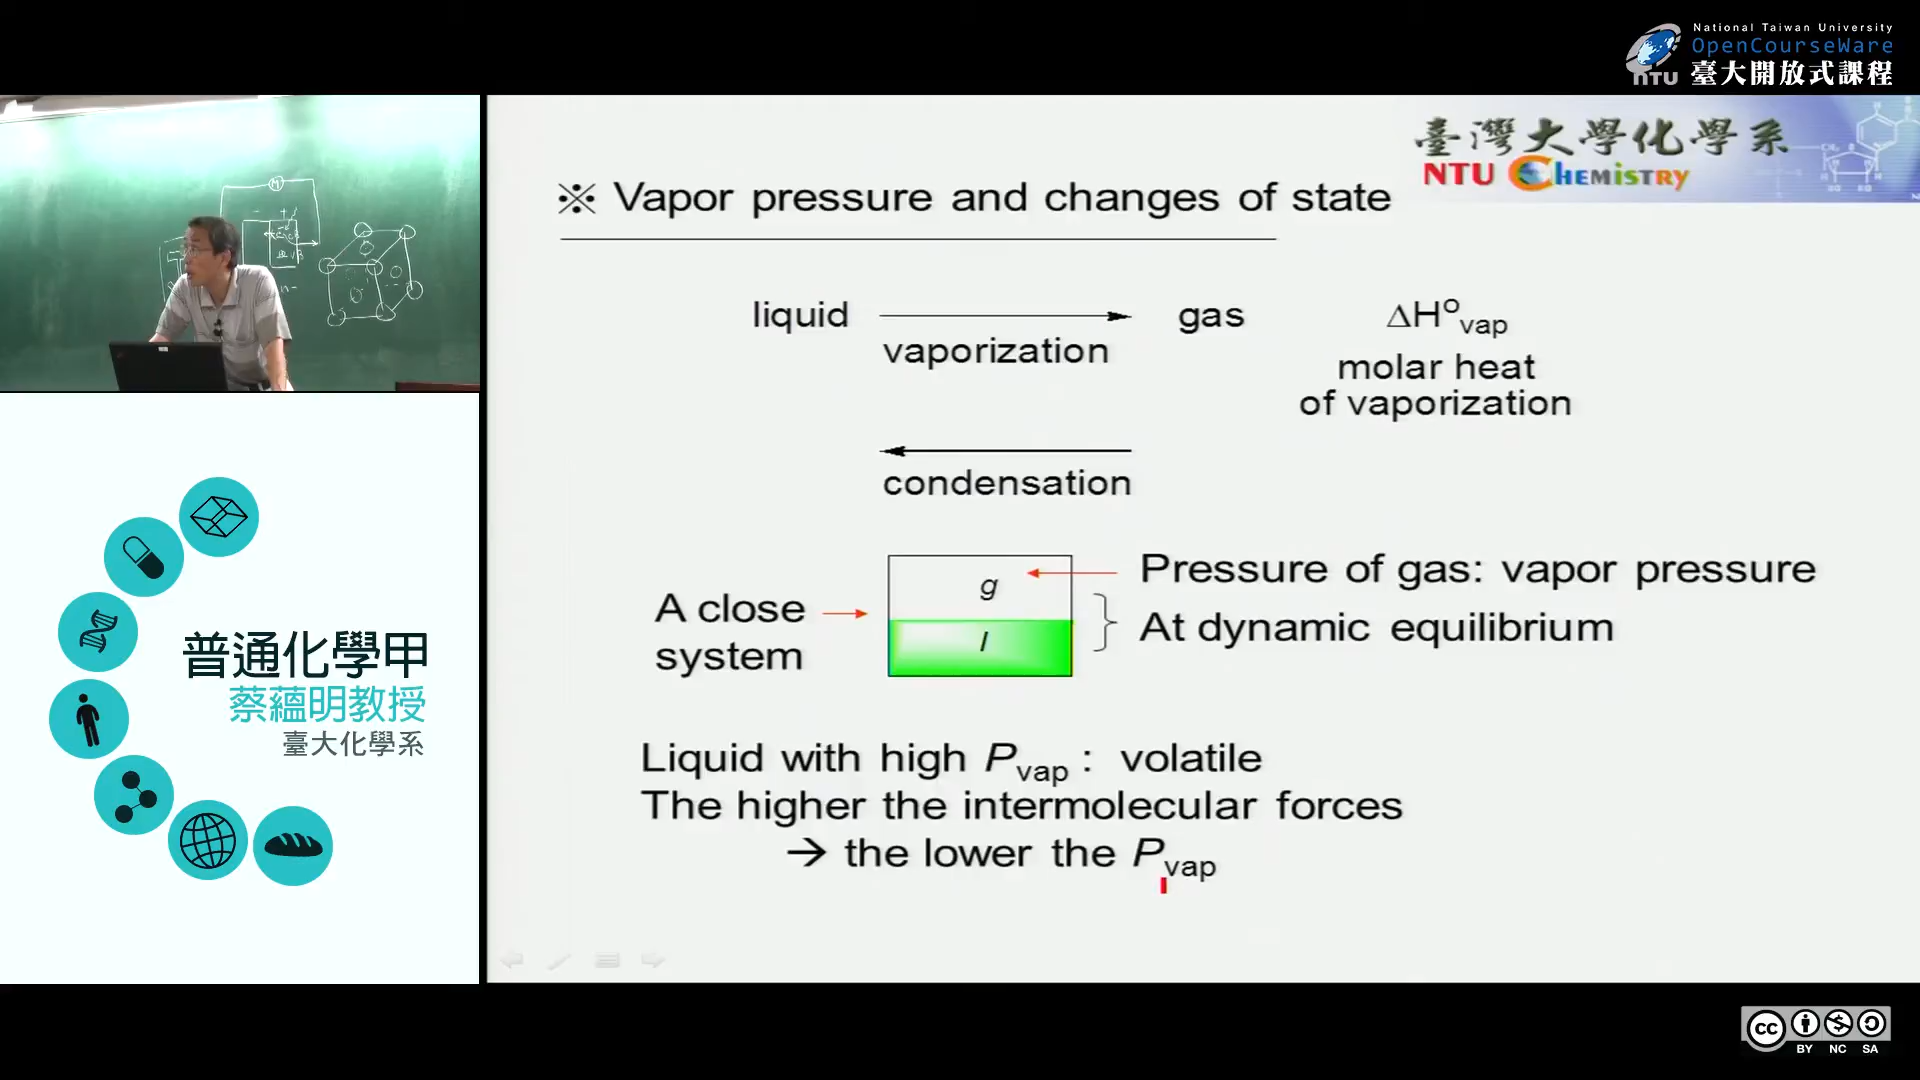 National Taiwan University
OpenCourseWare
臺大開放式課程
NTU
臺灣大學化學系
NTU CHEMISTRY
※ Vapor pressure and changes of state
liquid → gas ΔH°vap
vaporization
molar heat
of vaporization
condensation
g
Pressure of gas: vapor pressure
A close
system
l
At dynamic equilibrium
Liquid with high Pvap : volatile
The higher the intermolecular forces
→ the lower the Pvap
普通化學甲
蔡蘊明教授
臺大化學系
cc
BY NC SA